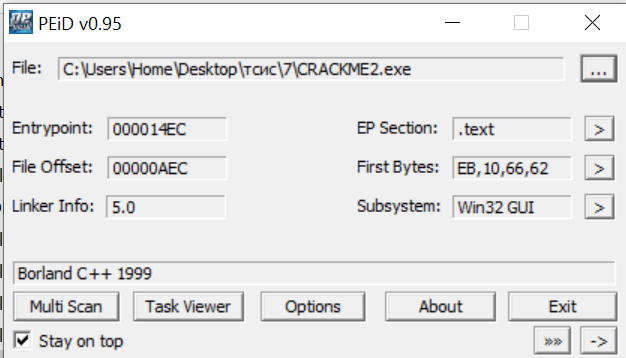 PEiD v0.95
File: C:\Users\Home\Desktop\тсис\7\CRACKME2.exe ...
Entrypoint: 000014EC EP Section: .text >
File Offset: 00000AEC First Bytes: EB,10,66,62 >
Linker Info: 5.0 Subsystem: Win32 GUI >
Borland C++ 1999
Multi Scan Task Viewer Options About Exit
Stay on top »» ->